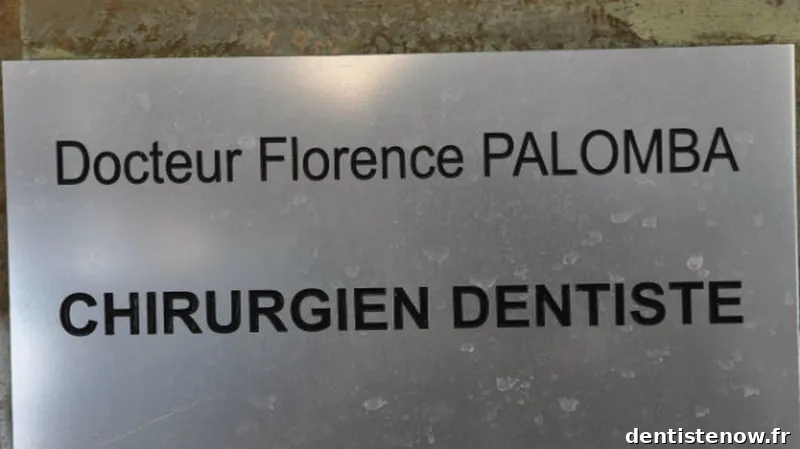 Docteur Florence PALOMBA
CHIRURGIEN DENTISTE
dentistenow.fr